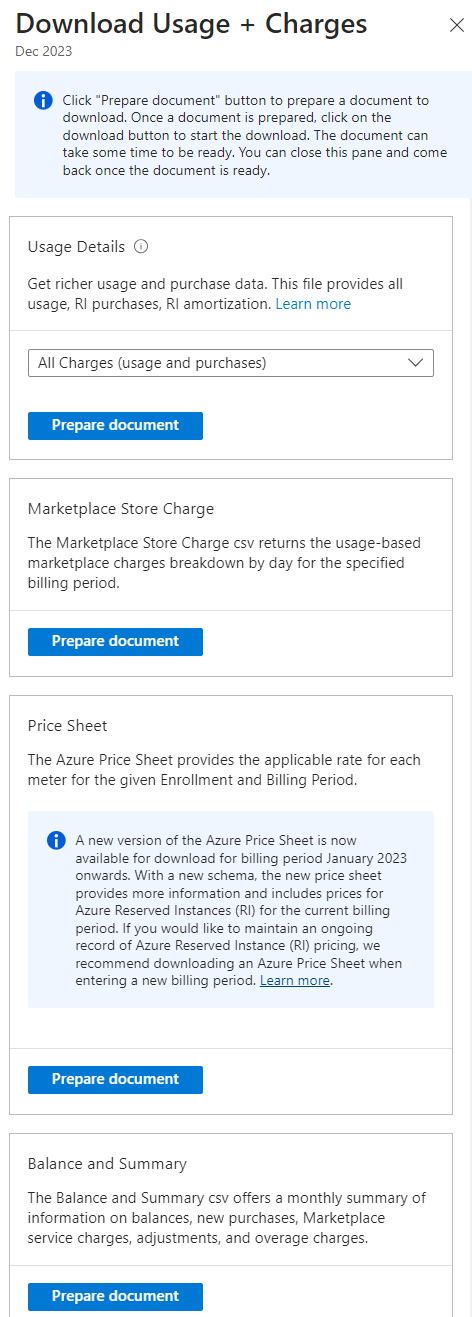 Download Usage + Charges
Dec 2023
Click "Prepare document" button to prepare a document to
download. Once a document is prepared, click on the
download button to start the download. The document can
take some time to be ready. You can close this pane and come
back once the document is ready.
Usage Details
Get richer usage and purchase data. This file provides all
usage, RI purchases, RI amortization. Learn more
All Charges (usage and purchases)
Prepare document
Marketplace Store Charge
The Marketplace Store Charge csv returns the usage-based
marketplace charges breakdown by day for the specified
billing period.
Prepare document
Price Sheet
The Azure Price Sheet provides the applicable rate for each
meter for the given Enrollment and Billing Period.
A new version of the Azure Price Sheet is now
available for download for billing period January 2023
onwards. With a new schema, the new price sheet
provides more information and includes prices for
Azure Reserved Instances (RI) for the current billing
period. If you would like to maintain an ongoing
record of Azure Reserved Instance (RI) pricing, we
recommend downloading an Azure Price Sheet when
entering a new billing period. Learn more.
Prepare document
Balance and Summary
The Balance and Summary csv offers a monthly summary of
information on balances, new purchases, Marketplace
service charges, adjustments, and overage charges.
Prepare document